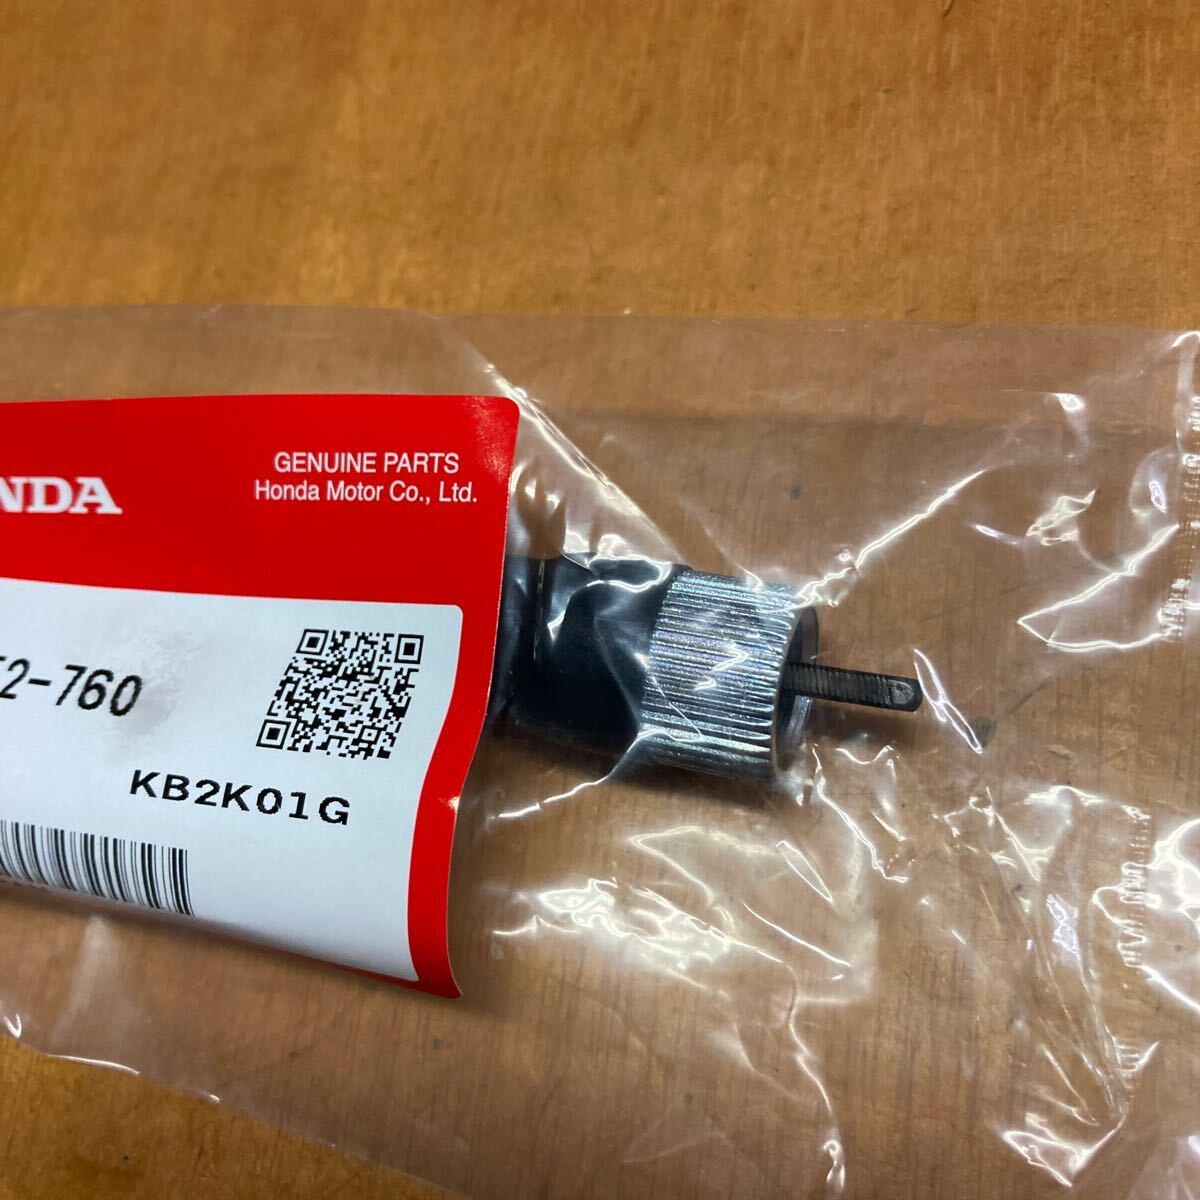 NDA
GENUINE PARTS
Honda Motor Co., Ltd.
2-760
KB2K01G